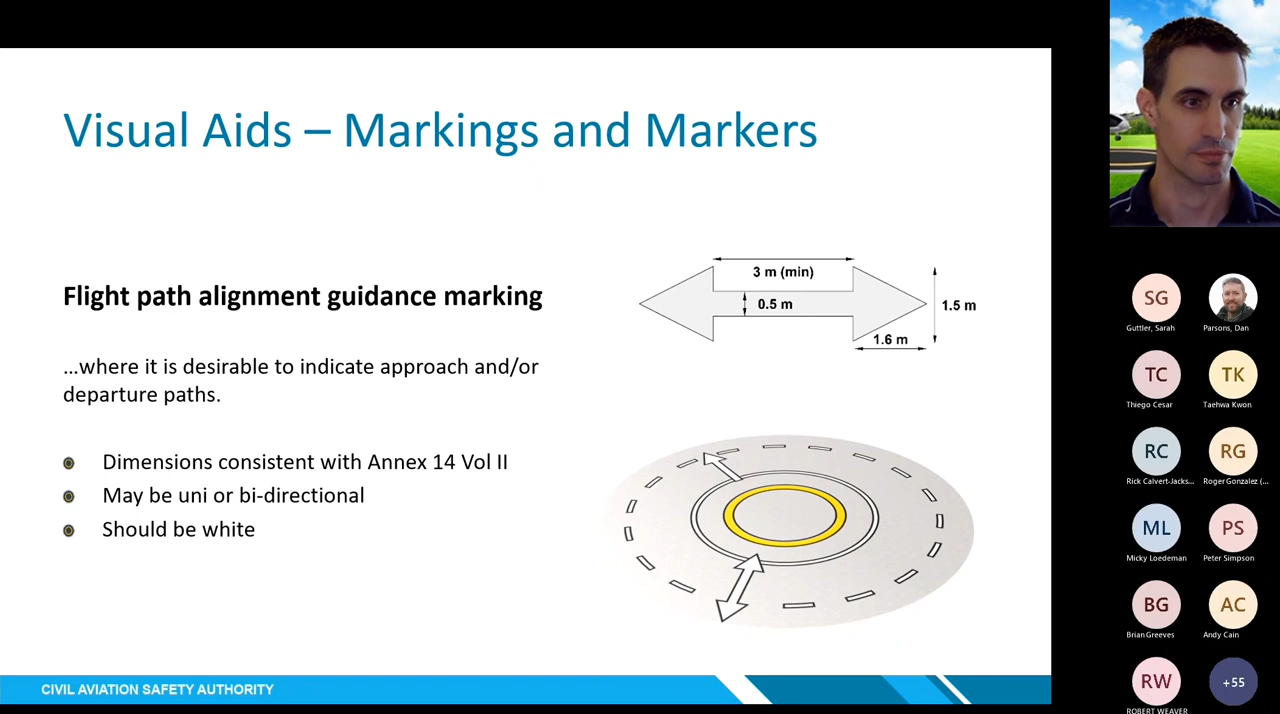 Visual Aids – Markings and Markers
Flight path alignment guidance marking
...where it is desirable to indicate approach and/or
departure paths.
Dimensions consistent with Annex 14 Vol II
May be uni or bi-directional
Should be white
3 m (min)
0.5 m
1.5 m
1.6 m
CIVIL AVIATION SAFETY AUTHORITY
SG
Guttler, Sarah
Parsons, Dan
TC
Thiego Cesar
TK
Taehwa Kwon
RC
Rick Calvert-Jacks...
RG
Roger Gonzalez (...
ML
Micky Loedeman
PS
Peter Simpson
BG
Brian Greeves
AC
Andy Cain
RW
ROBERT WEAVER
+55